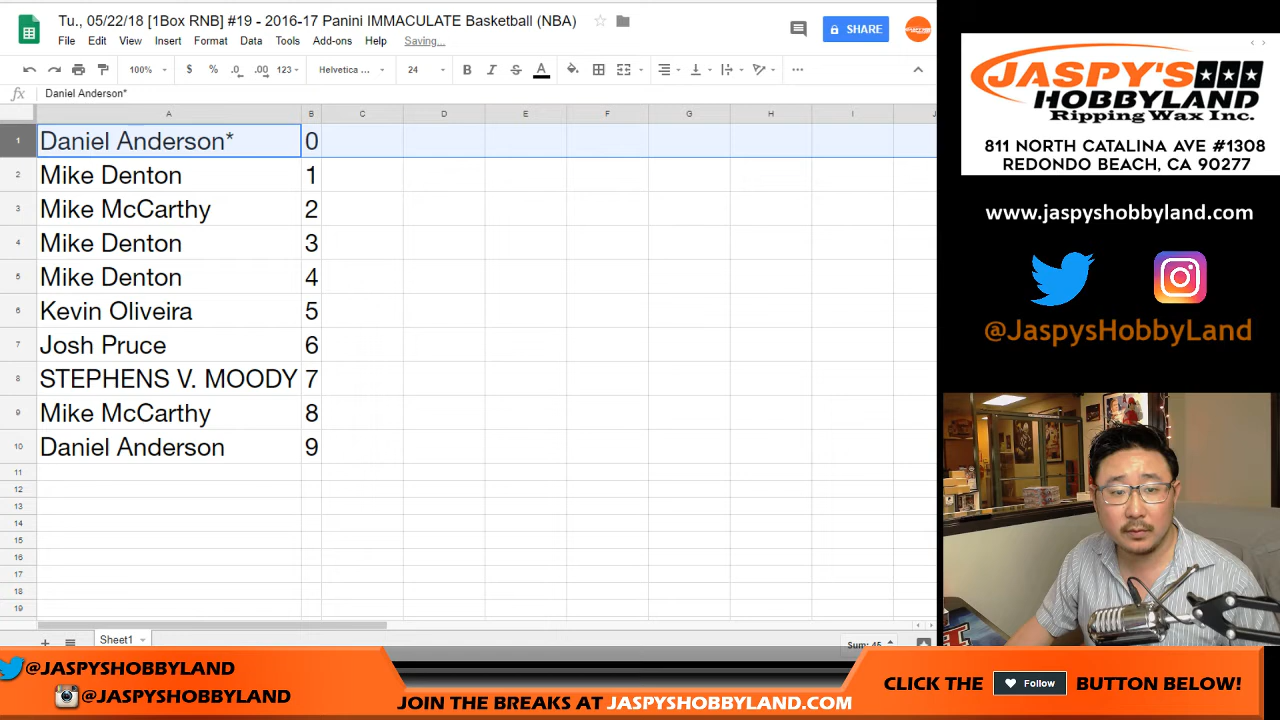 Tu., 05/22/18 [1Box RNB] #19 - 2016-17 Panini IMMACULATE Basketball (NBA)
File Edit View Insert Format Data Tools Add-ons Help Saving...
SHARE
100% $ % .0 .00 123 Helvetica ... 24 B I S A
fx Daniel Anderson*
A B C D E F G H I J
1 Daniel Anderson* 0
2 Mike Denton 1
3 Mike McCarthy 2
4 Mike Denton 3
5 Mike Denton 4
6 Kevin Oliveira 5
7 Josh Pruce 6
8 STEPHENS V. MOODY 7
9 Mike McCarthy 8
10 Daniel Anderson 9
11
12
13
14
15
16
17
18
19
Sheet1
Sum: 45
JASPY'S
HOBBYLAND
Ripping Wax Inc.
811 NORTH CATALINA AVE #1308
REDONDO BEACH, CA 90277
www.jaspyshobbyland.com
@JaspysHobbyLand
@JASPYSHOBBYLAND
@JASPYSHOBBYLAND
JOIN THE BREAKS AT JASPYSHOBBYLAND.COM
CLICK THE Follow BUTTON BELOW!